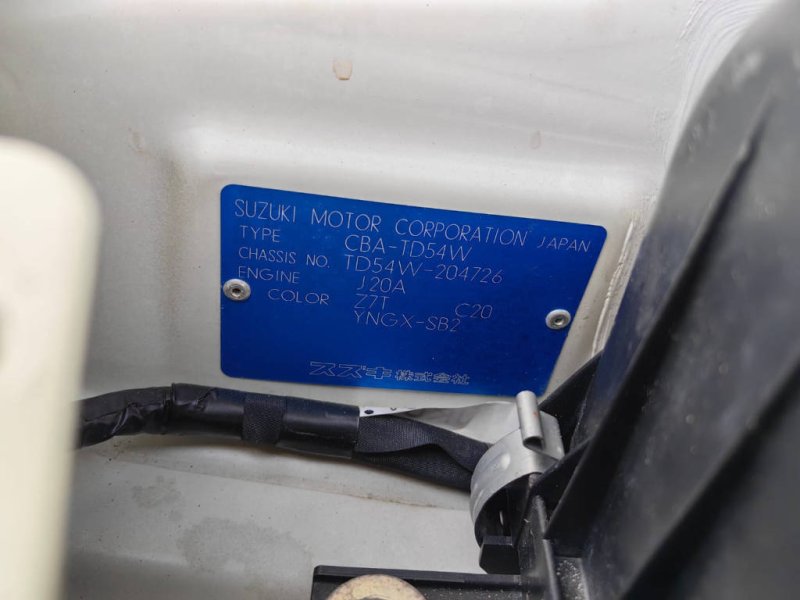 SUZUKI MOTOR CORPORATION JAPAN
TYPE CBA-TD54W
CHASSIS NO. TD54W-204726
ENGINE J20A
COLOR Z7T C20
YNGX-SB2
スズキ株式会社